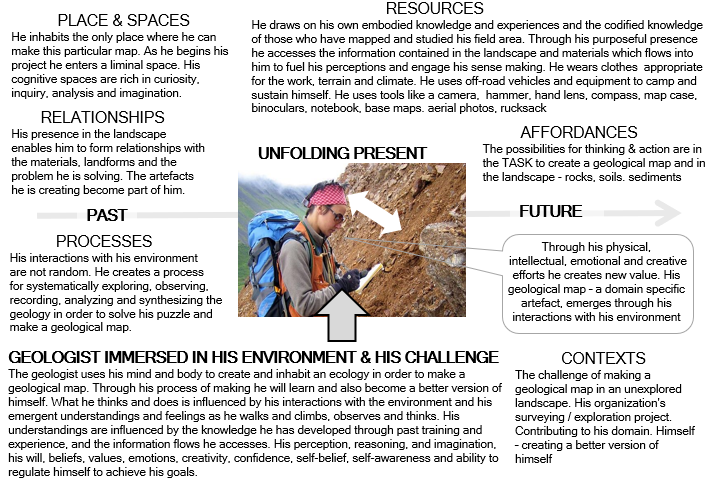 PLACE & SPACES
He inhabits the only place where he can
make this particular map. As he begins his
project he enters a liminal space. His
cognitive spaces are rich in curiosity,
inquiry, analysis and imagination.
RESOURCES
He draws on his own embodied knowledge and experiences and the codified knowledge
of those who have mapped and studied his field area. Through his purposeful presence
he accesses the information contained in the landscape and materials which flows into
him to fuel his perceptions and engage his sense making. He wears clothes appropriate
for the work, terrain and climate. He uses off-road vehicles and equipment to camp and
sustain himself. He uses tools like a camera, hammer, hand lens, compass, map case,
binoculars, notebook, base maps. aerial photos, rucksack
RELATIONSHIPS
His presence in the landscape
enables him to form relationships with
the materials, landforms and the
problem he is solving. The artefacts
he is creating become part of him.
UNFOLDING PRESENT
AFFORDANCES
The possibilities for thinking & action are in
the TASK to create a geological map and in
the landscape - rocks, soils. sediments
PAST
FUTURE
PROCESSES
His interactions with his environment
are not random. He creates a process
for systematically exploring, observing,
recording, analyzing and synthesizing the
geology in order to solve his puzzle and
make a geological map.
Through his physical,
intellectual, emotional and creative
efforts he creates new value. His
geological map - a domain specific
artefact, emerges through his
interactions with his environment
GEOLOGIST IMMERSED IN HIS ENVIRONMENT & HIS CHALLENGE
The geologist uses his mind and body to create and inhabit an ecology in order to make a
geological map. Through his process of making he will learn and also become a better version of
himself. What he thinks and does is influenced by his interactions with the environment and his
emergent understandings and feelings as he walks and climbs, observes and thinks. His
understandings are influenced by the knowledge he has developed through past training and
experience, and the information flows he accesses. His perception, reasoning, and imagination,
his will, beliefs, values, emotions, creativity, confidence, self-belief, self-awareness and ability to
regulate himself to achieve his goals.
CONTEXTS
The challenge of making a
geological map in an unexplored
landscape. His organization's
surveying / exploration project.
Contributing to his domain. Himself
– creating a better version of
himself